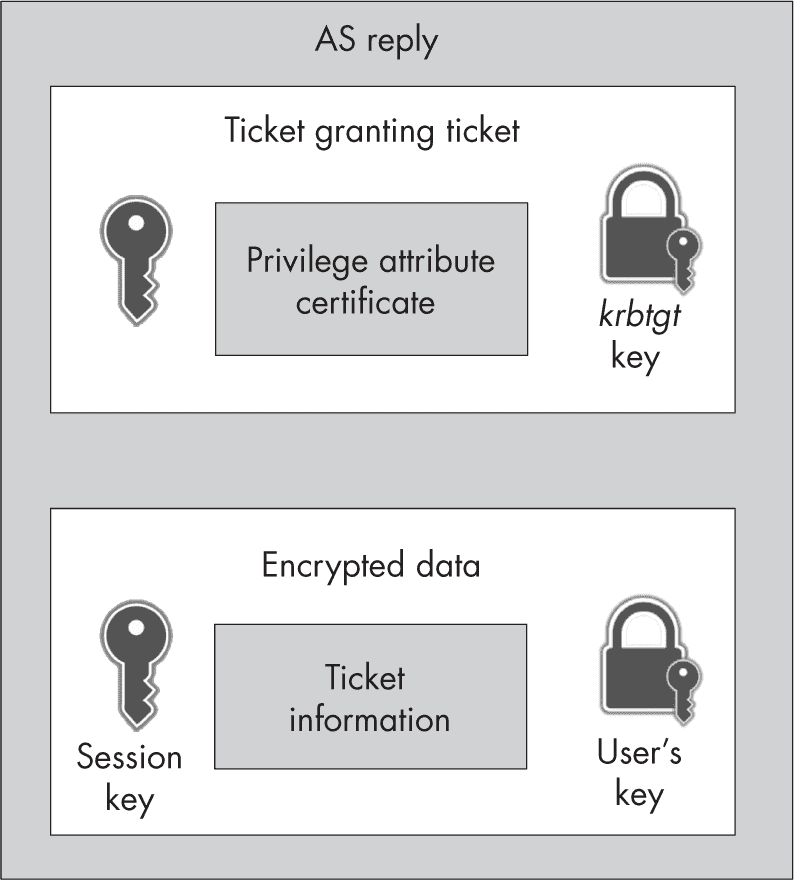 AS reply
Ticket granting ticket
Privilege attribute
certificate
krbtgt
key
Encrypted data
Session
key
Ticket
information
User’s
key